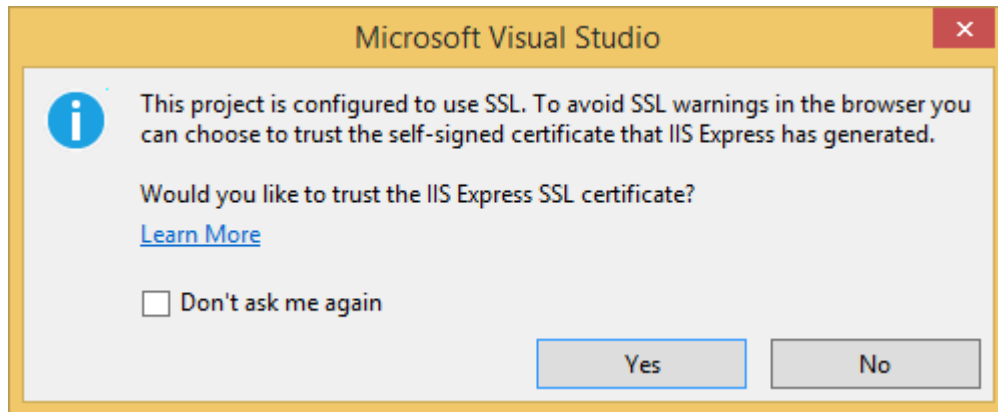 Microsoft Visual Studio
This project is configured to use SSL. To avoid SSL warnings in the browser you
can choose to trust the self-signed certificate that IIS Express has generated.
Would you like to trust the IIS Express SSL certificate?
Learn More
Don't ask me again
Yes
No